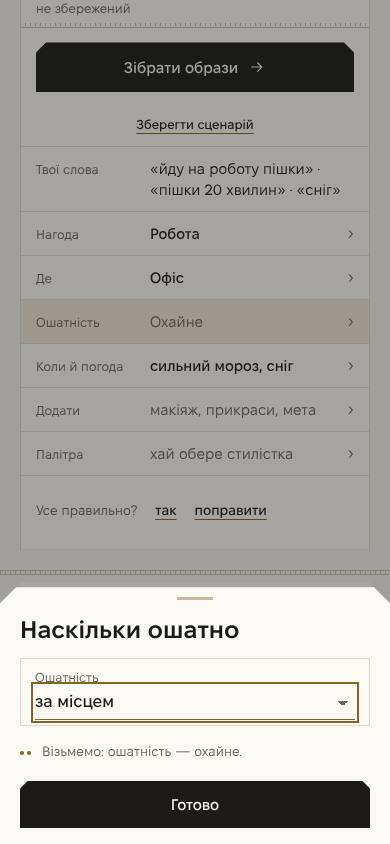 не збережений
Зібрати образи →
Зберегти сценарій
Твої слова «йду на роботу пішки» ·
«пішки 20 хвилин» · «сніг»
Нагода Робота
Де Офіс
Ошатність Охайне
Коли й погода сильний мороз, сніг
Додати макіяж, прикраси, мета
Палітра хай обере стилістка
Усе правильно? так поправити
Наскільки ошатно
Ошатність
за місцем
Візьмемо: ошатність — охайне.
Готово